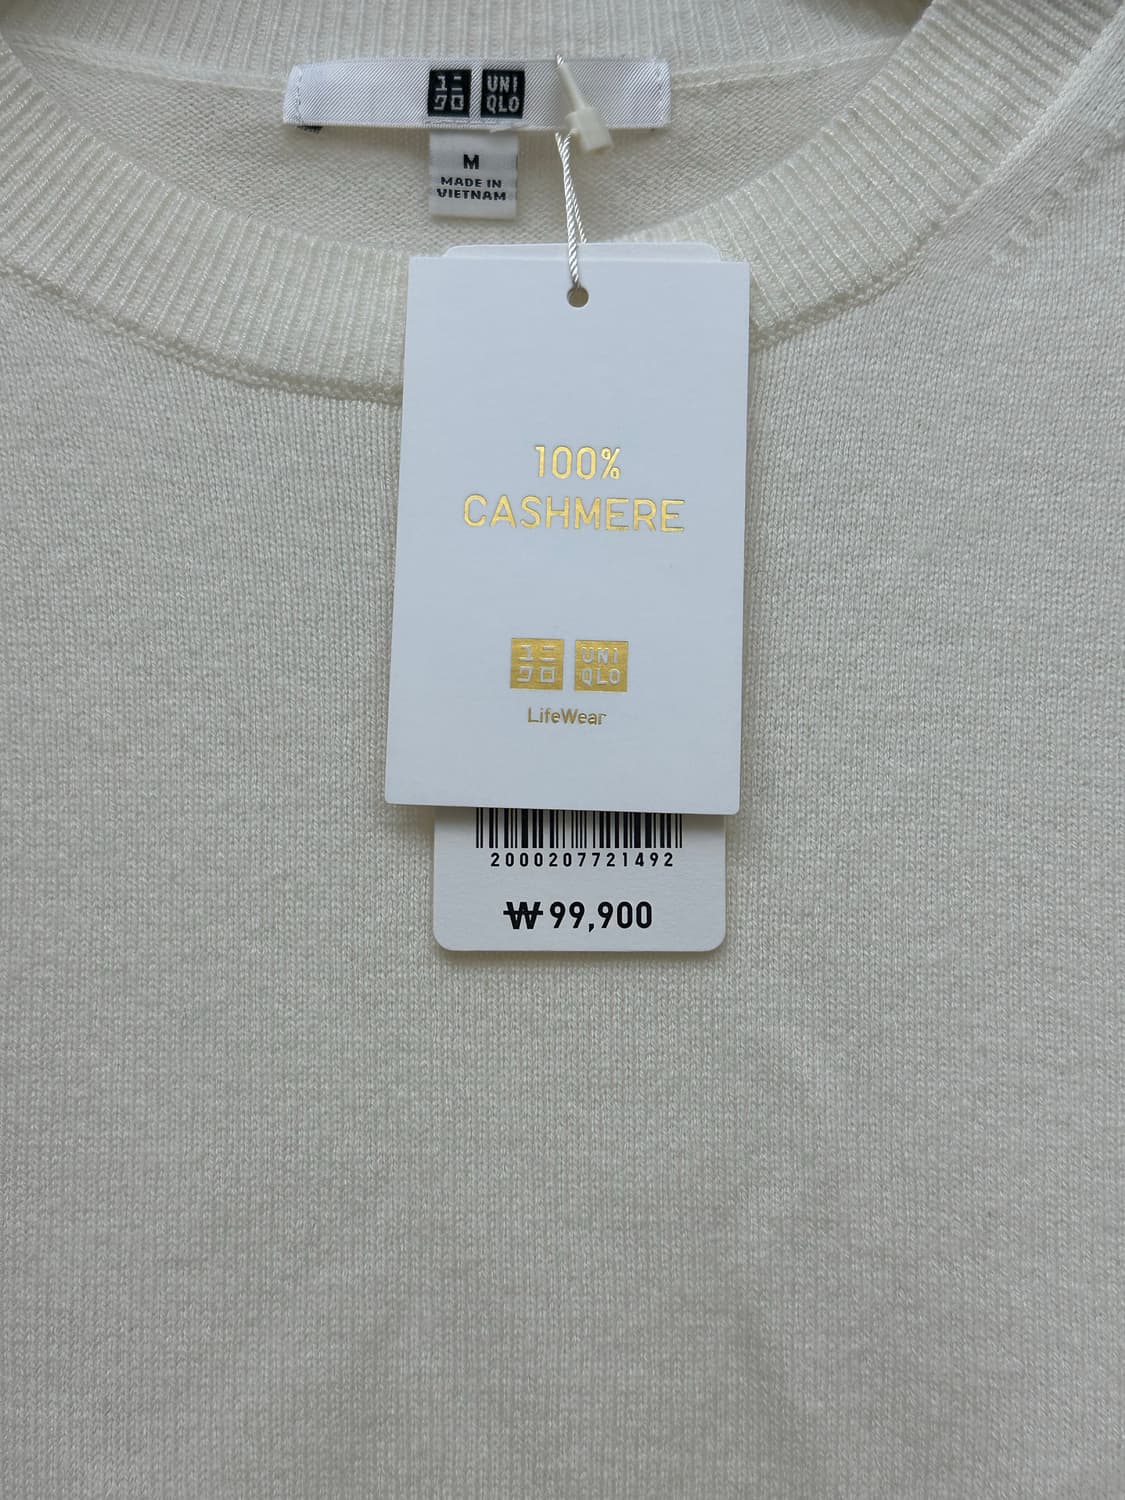 ユニ UNI
クロ QLO
M
MADE IN
VIETNAM
100%
CASHMERE
ユニ UNI
クロ QLO
LifeWear
2000207721492
₩99,900